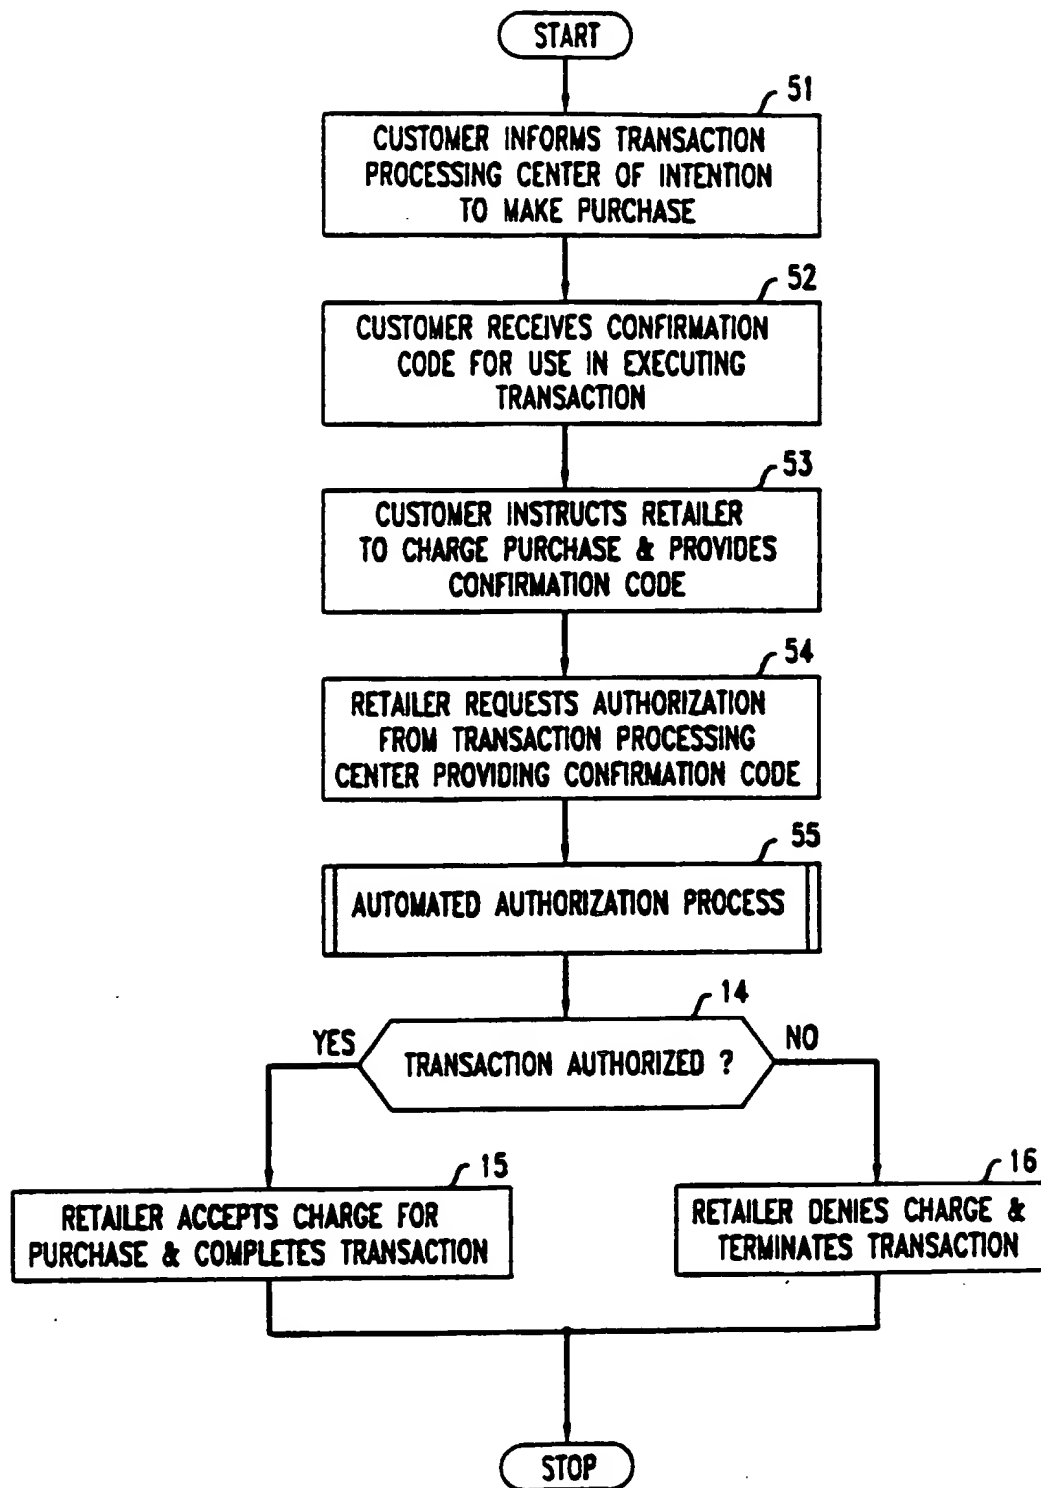 START
51
CUSTOMER INFORMS TRANSACTION
PROCESSING CENTER OF INTENTION
TO MAKE PURCHASE
52
CUSTOMER RECEIVES CONFIRMATION
CODE FOR USE IN EXECUTING
TRANSACTION
53
CUSTOMER INSTRUCTS RETAILER
TO CHARGE PURCHASE & PROVIDES
CONFIRMATION CODE
54
RETAILER REQUESTS AUTHORIZATION
FROM TRANSACTION PROCESSING
CENTER PROVIDING CONFIRMATION CODE
55
AUTOMATED AUTHORIZATION PROCESS
14
YES
NO
TRANSACTION AUTHORIZED ?
15
RETAILER ACCEPTS CHARGE FOR
PURCHASE & COMPLETES TRANSACTION
16
RETAILER DENIES CHARGE &
TERMINATES TRANSACTION
STOP